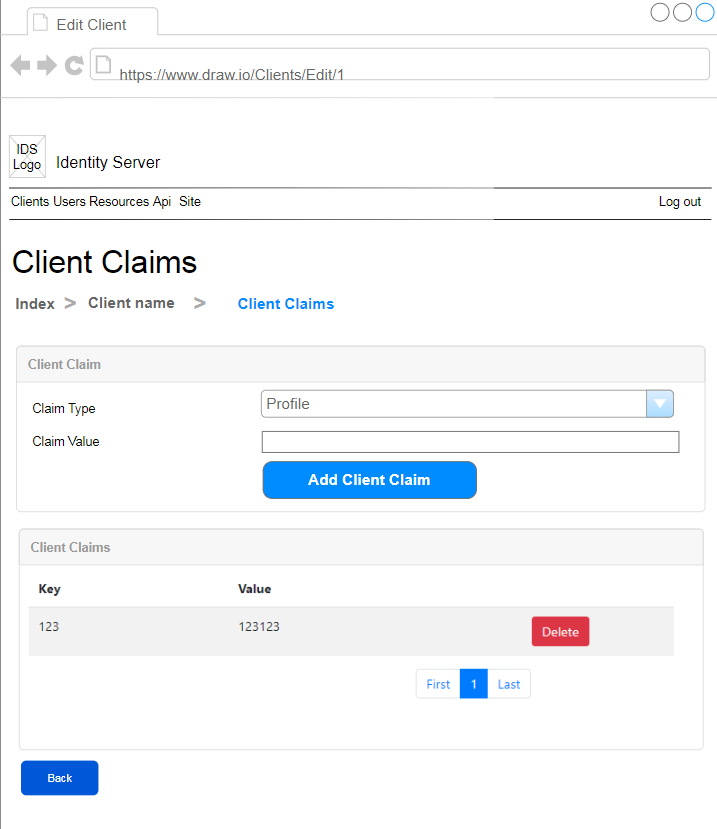 Edit Client
https://www.draw.io/Clients/Edit/1
IDS
Logo
Identity Server
Clients Users Resources Api Site
Log out
Client Claims
Index > Client name > Client Claims
Client Claim
Claim Type
Profile
Claim Value
Add Client Claim
Client Claims
Key Value
123 123123 Delete
First 1 Last
Back